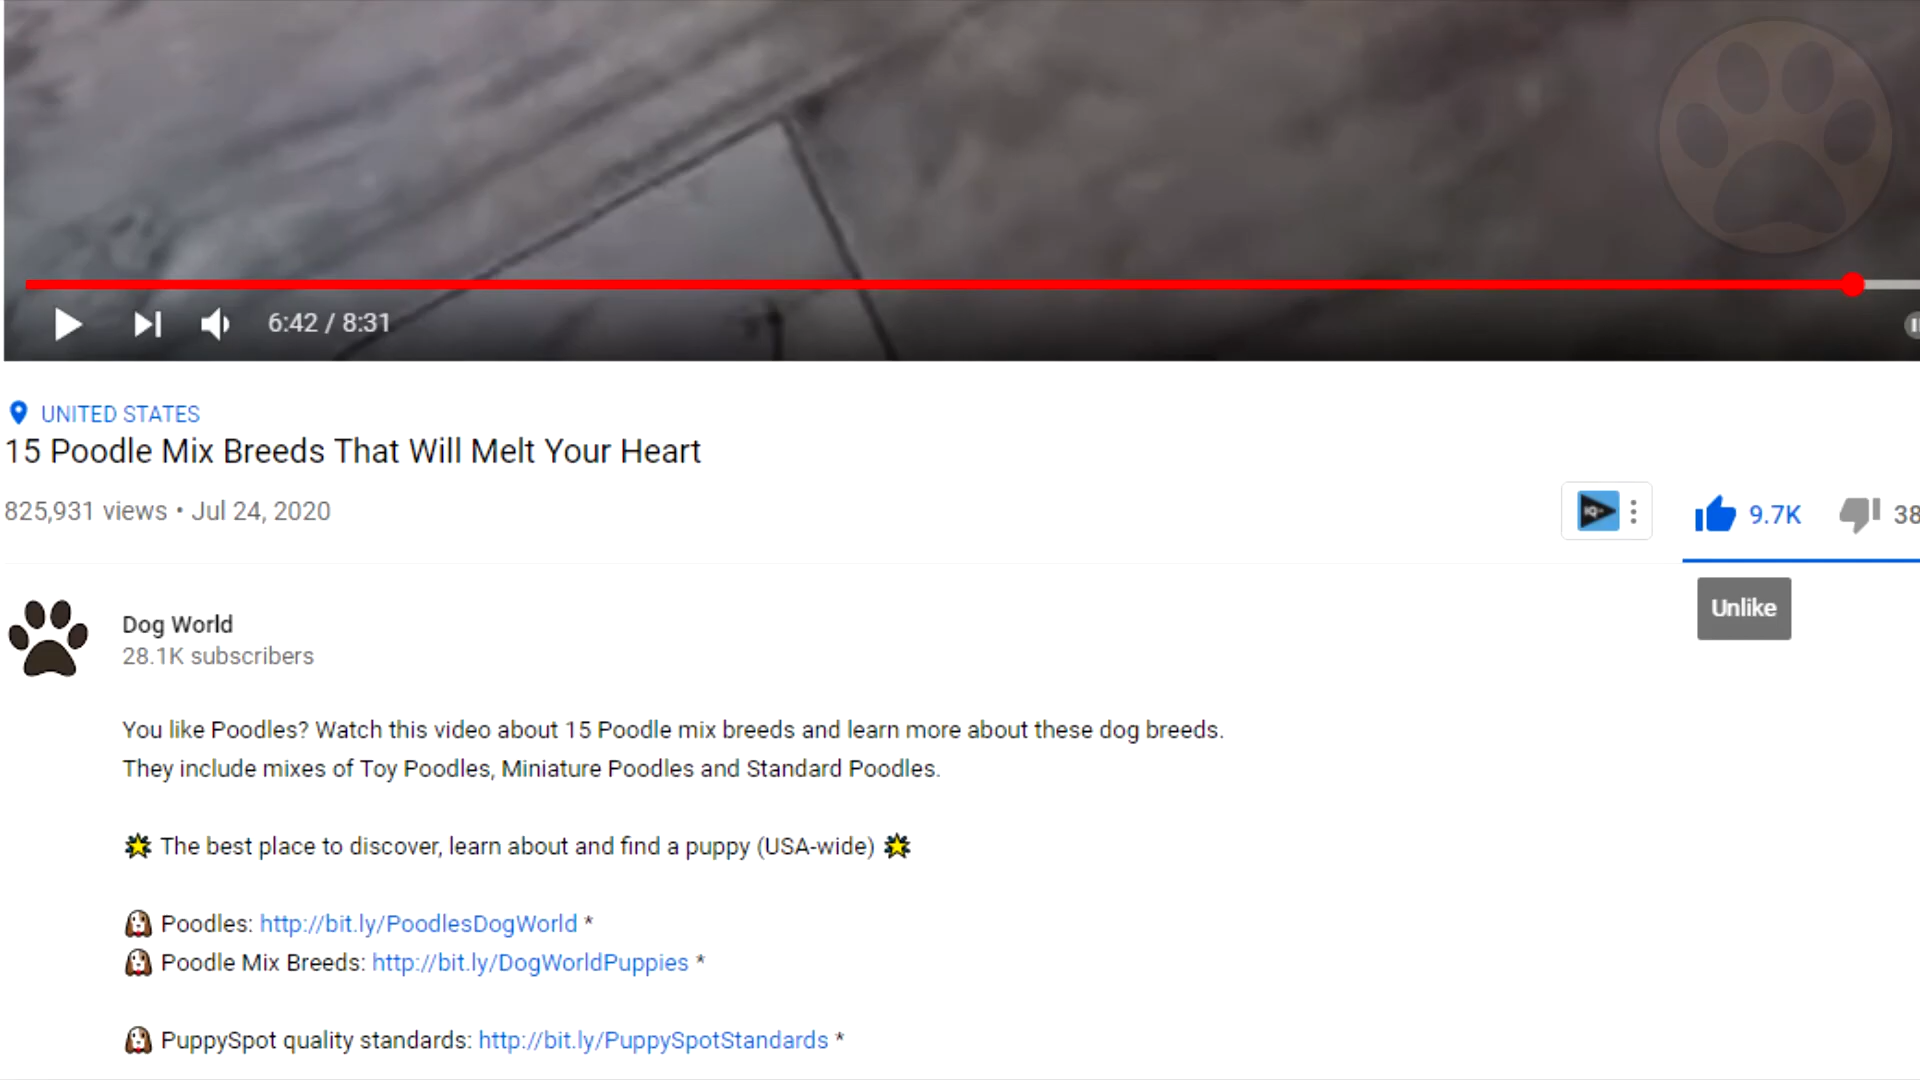 6:42 / 8:31
UNITED STATES
15 Poodle Mix Breeds That Will Melt Your Heart
825,931 views • Jul 24, 2020
IQ
9.7K
38
Unlike
Dog World
28.1K subscribers
You like Poodles? Watch this video about 15 Poodle mix breeds and learn more about these dog breeds.
They include mixes of Toy Poodles, Miniature Poodles and Standard Poodles.
🌟 The best place to discover, learn about and find a puppy (USA-wide) 🌟
🐶 Poodles: http://bit.ly/PoodlesDogWorld *
🐶 Poodle Mix Breeds: http://bit.ly/DogWorldPuppies *
🐶 PuppySpot quality standards: http://bit.ly/PuppySpotStandards *